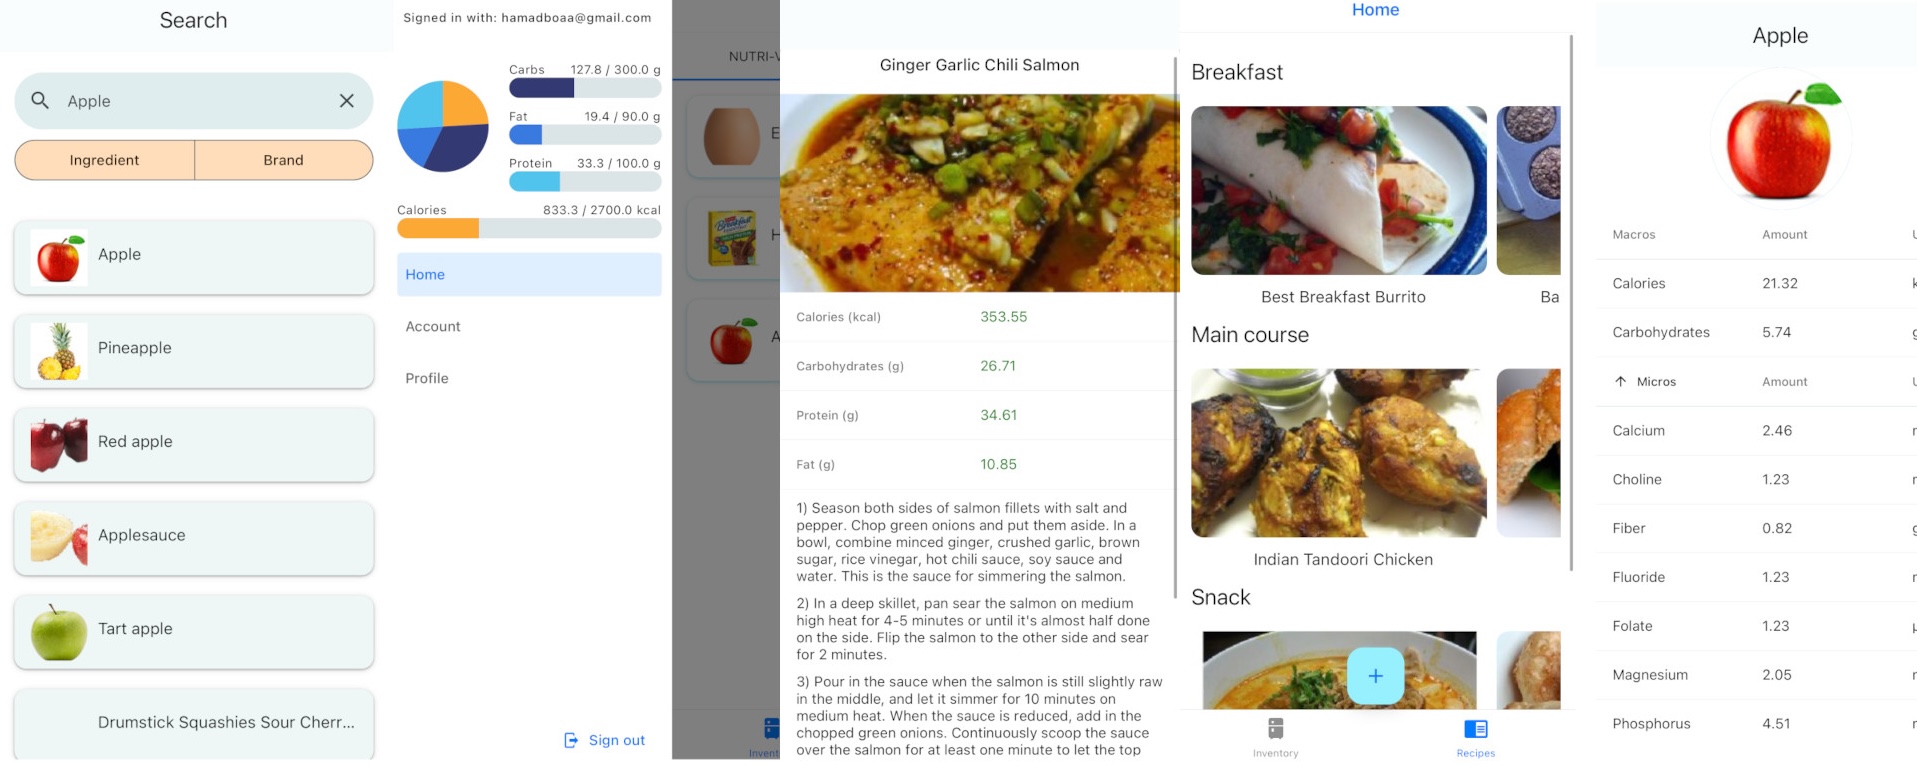 Search
Apple
Ingredient
Brand
Apple
Pineapple
Red apple
Applesauce
Tart apple
Drumstick Squashies Sour Cherr...
Signed in with: hamadboaa@gmail.com
Carbs 127.8 / 300.0 g
Fat 19.4 / 90.0 g
Protein 33.3 / 100.0 g
Calories 833.3 / 2700.0 kcal
Home
Account
Profile
Sign out
NUTRI-V
E
H
A
Invent
Ginger Garlic Chili Salmon
Calories (kcal) 353.55
Carbohydrates (g) 26.71
Protein (g) 34.61
Fat (g) 10.85
1) Season both sides of salmon fillets with salt and
pepper. Chop green onions and put them aside. In a
bowl, combine minced ginger, crushed garlic, brown
sugar, rice vinegar, hot chili sauce, soy sauce and
water. This is the sauce for simmering the salmon.
2) In a deep skillet, pan sear the salmon on medium
high heat for 4-5 minutes or until it's almost half done
on the side. Flip the salmon to the other side and sear
for 2 minutes.
3) Pour in the sauce when the salmon is still slightly raw
in the middle, and let it simmer for 10 minutes on
medium heat. When the sauce is reduced, add in the
chopped green onions. Continuously scoop the sauce
over the salmon for at least one minute to let the top
Home
Breakfast
Best Breakfast Burrito
Ba
Main course
Indian Tandoori Chicken
Snack
+
Inventory
Recipes
Apple
Macros Amount
Calories 21.32
Carbohydrates 5.74
Micros Amount
Calcium 2.46
Choline 1.23
Fiber 0.82
Fluoride 1.23
Folate 1.23
Magnesium 2.05
Phosphorus 4.51